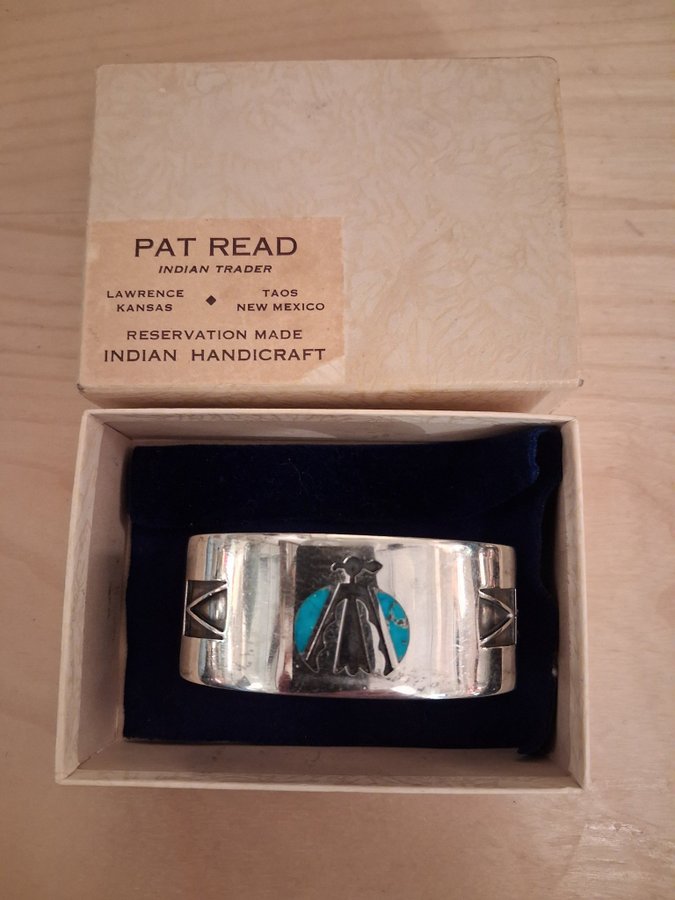 PAT READ
INDIAN TRADER
LAWRENCE KANSAS ◆ TAOS NEW MEXICO
RESERVATION MADE
INDIAN HANDICRAFT